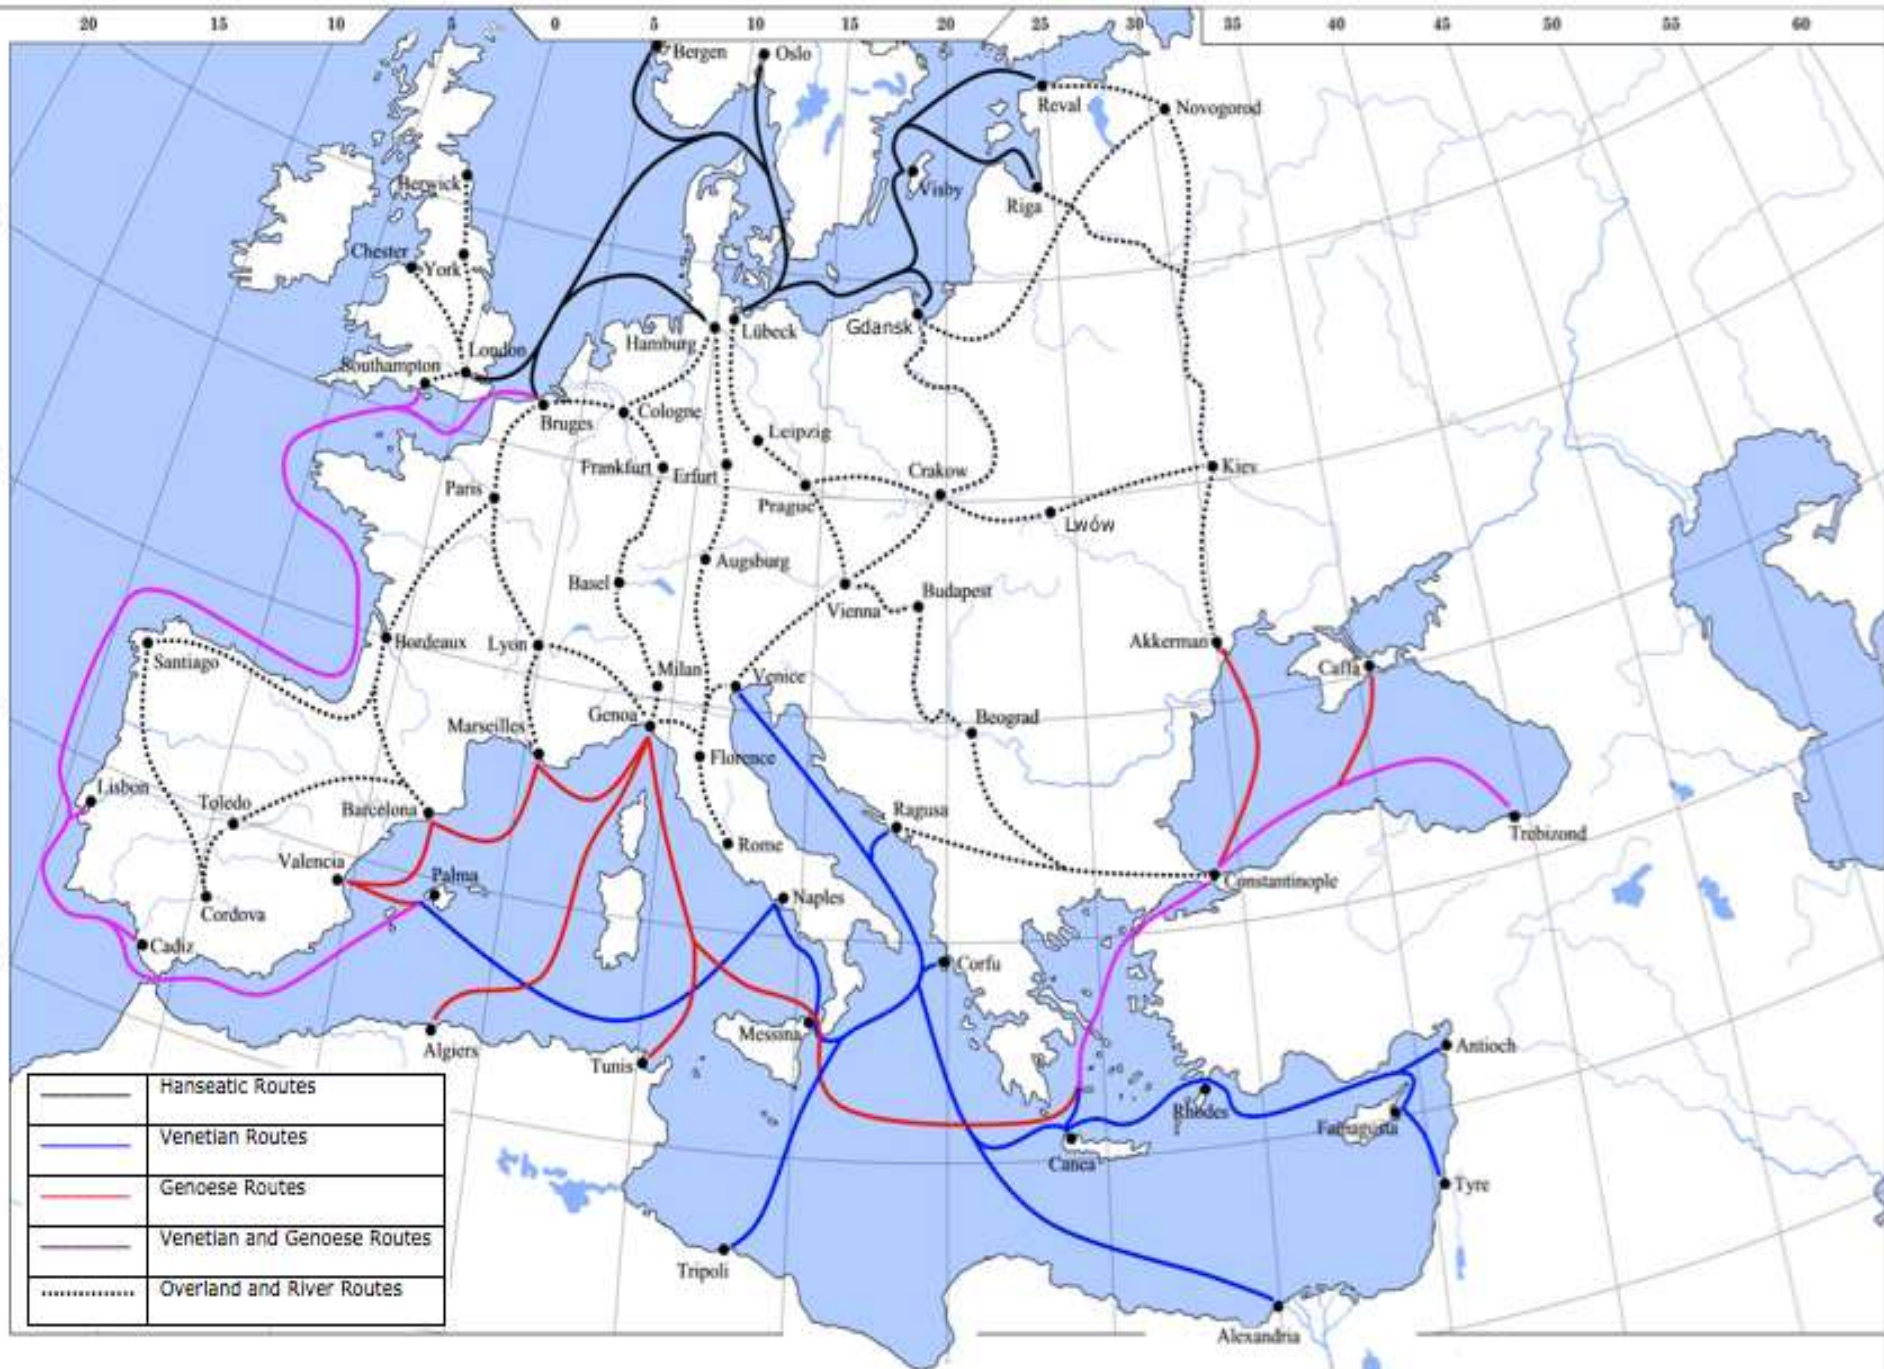 20 15 10 5 0 5 10 15 20 25 30 35 40 45 50 55 60
Bergen
Oslo
Reval
Novogorod
Berwick
Visby
Riga
Chester
York
Lübeck
Gdansk
Hamburg
London
Southampton
Bruges
Cologne
Leipzig
Frankfurt
Erfurt
Crakow
Kiev
Paris
Prague
Lwów
Augsburg
Basel
Budapest
Vienna
Bordeaux
Lyon
Akkerman
Santiago
Milan
Venice
Caffa
Genoa
Marseilles
Beograd
Florence
Lisbon
Toledo
Barcelona
Ragusa
Trebizond
Rome
Valencia
Palma
Constantinople
Naples
Cordova
Cadiz
Corfu
Messina
Algiers
Tunis
Antioch
Rhodes
Famagusta
Canea
Tyre
Tripoli
Alexandria
Hanseatic Routes
Venetian Routes
Genoese Routes
Venetian and Genoese Routes
Overland and River Routes